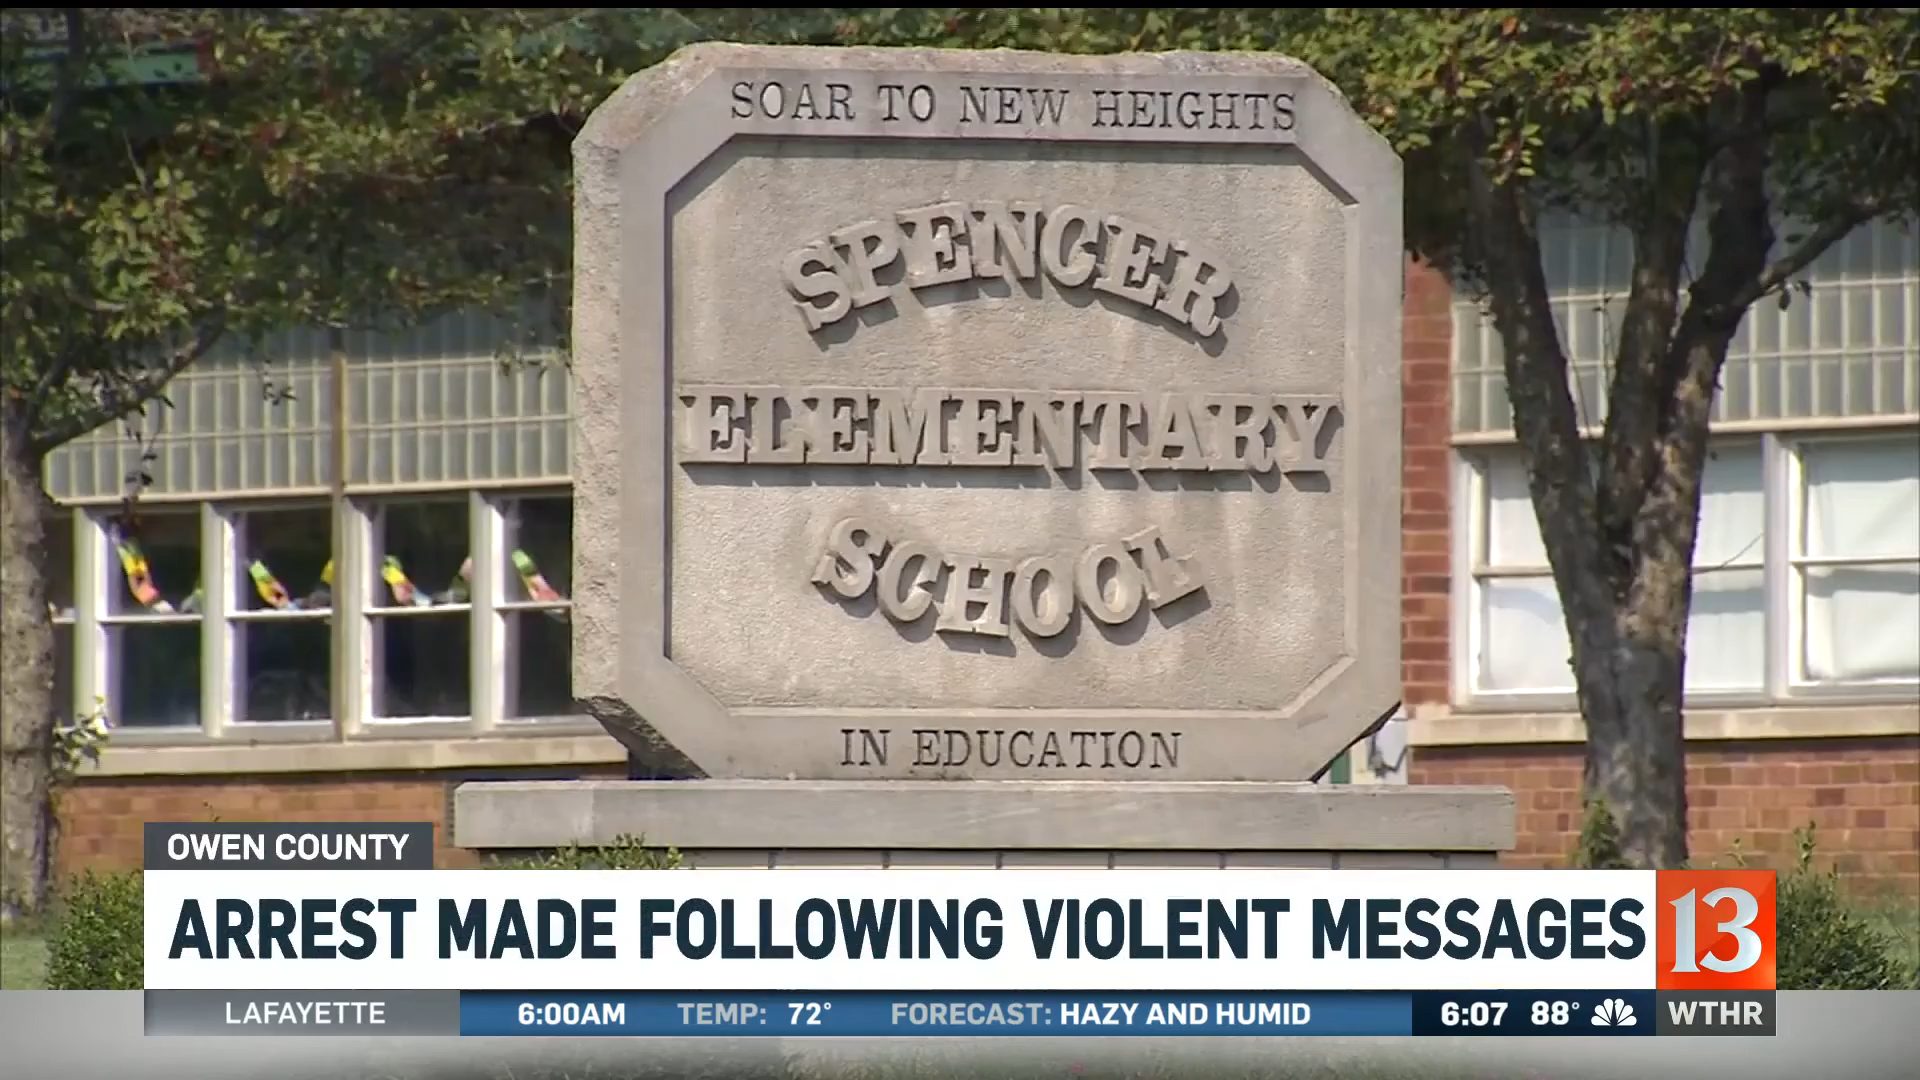 SOAR TO NEW HEIGHTS
SPENCER
ELEMENTARY
SCHOOL
IN EDUCATION
OWEN COUNTY
ARREST MADE FOLLOWING VIOLENT MESSAGES
13
LAFAYETTE 6:00AM TEMP: 72° FORECAST: HAZY AND HUMID 6:07 88° WTHR